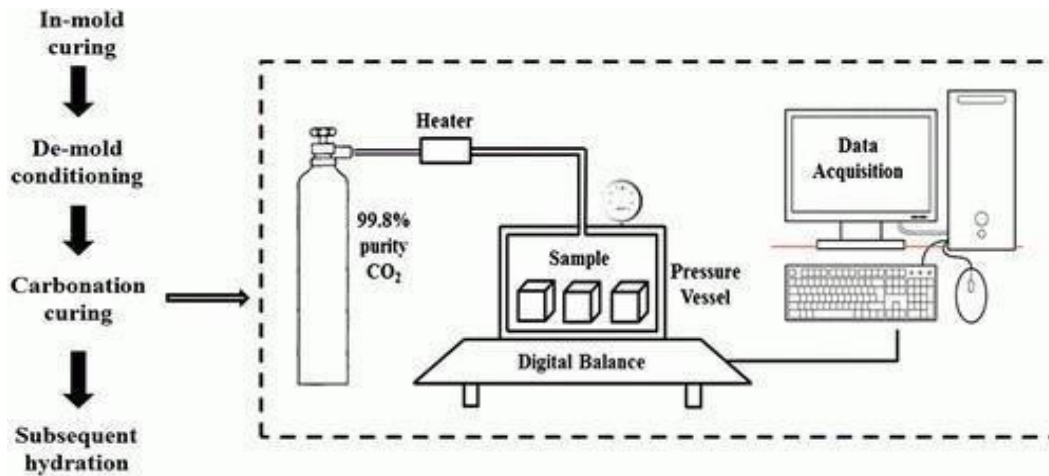 In-mold
curing
De-mold
conditioning
Carbonation
curing
Subsequent
hydration
Heater
99.8%
purity
CO₂
Sample
Pressure
Vessel
Digital Balance
Data
Acquisition